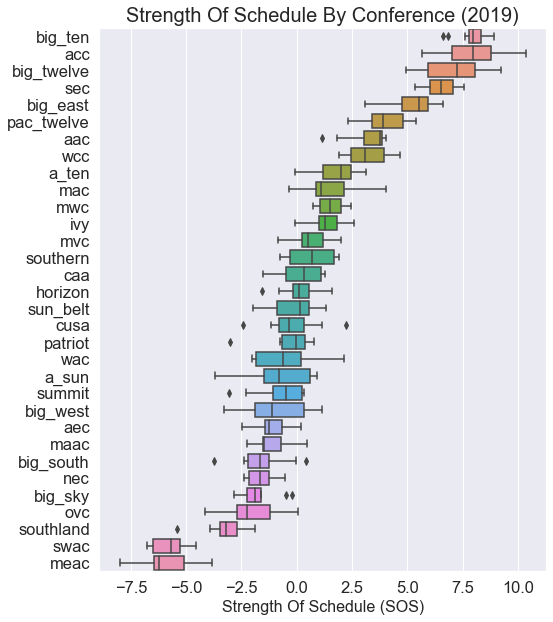 Strength Of Schedule By Conference (2019)
big_ten
acc
big_twelve
sec
big_east
pac_twelve
aac
wcc
a_ten
mac
mwc
ivy
mvc
southern
caa
horizon
sun_belt
cusa
patriot
wac
a_sun
summit
big_west
aec
maac
big_south
nec
big_sky
ovc
southland
swac
meac
−7.5 −5.0 −2.5 0.0 2.5 5.0 7.5 10.0
Strength Of Schedule (SOS)